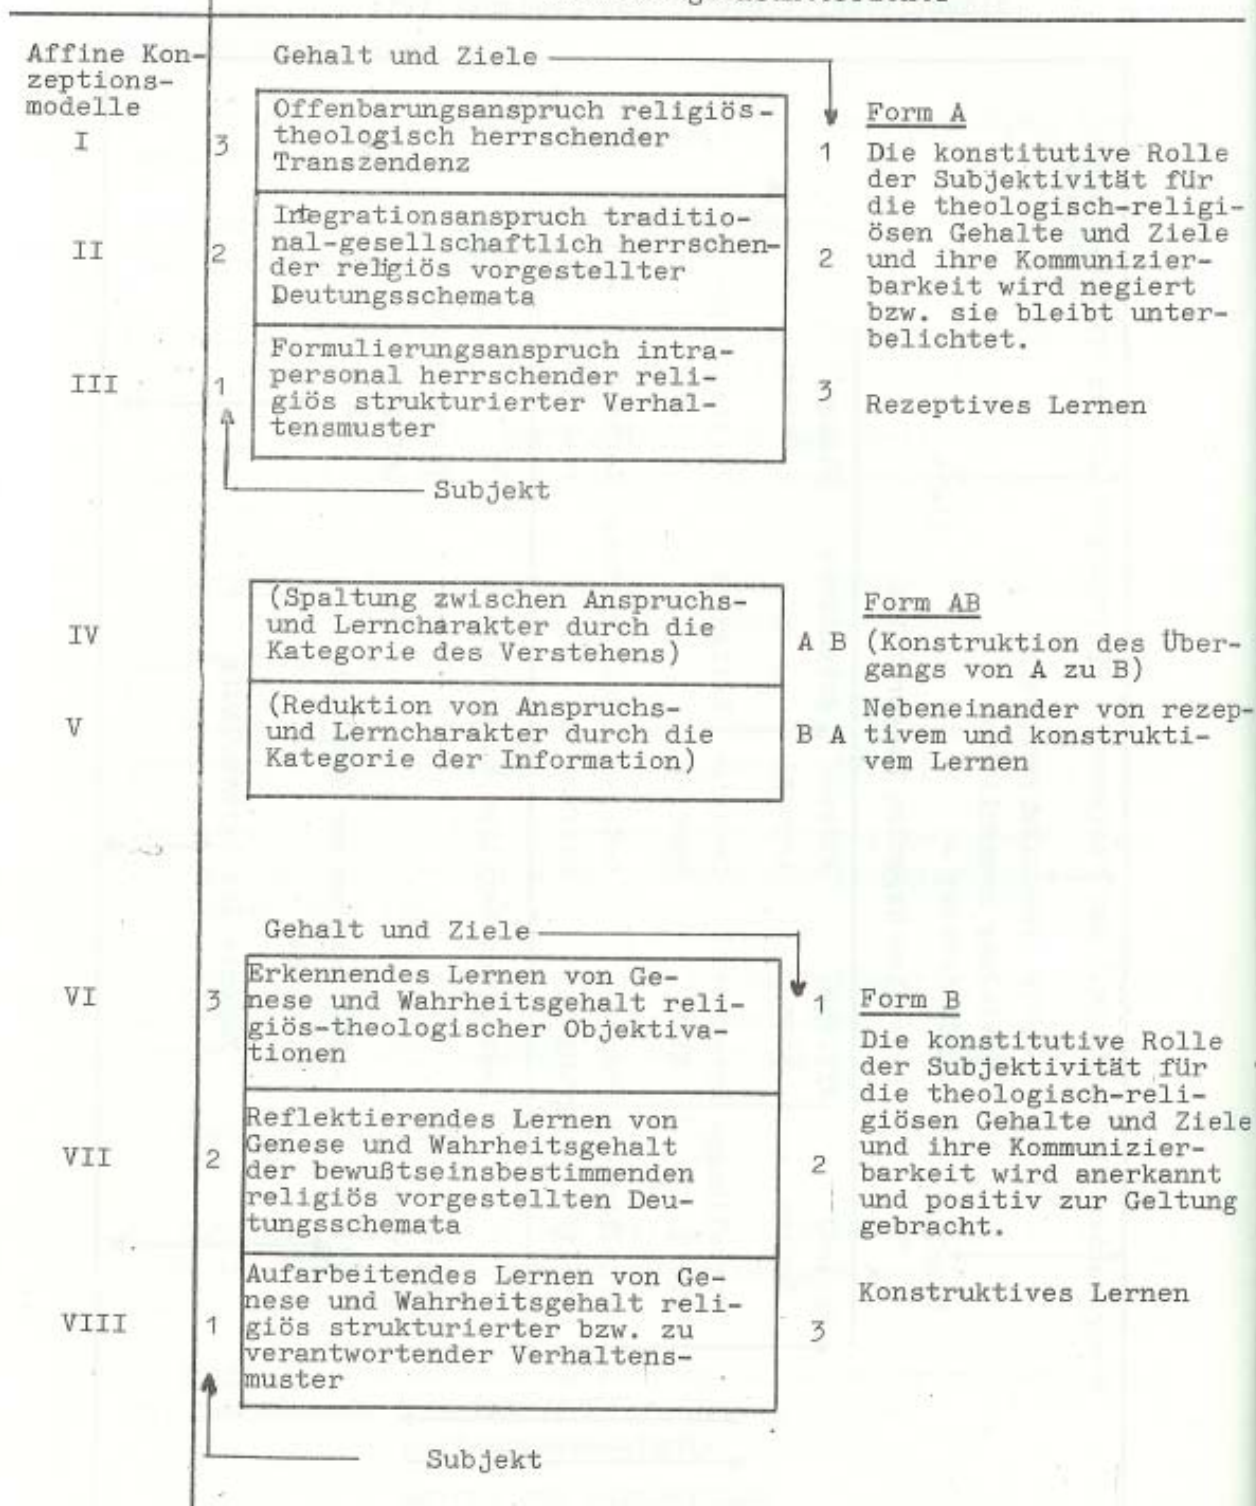 Affine Kon-
zeptions-
modelle
Gehalt und Ziele
I
3
Offenbarungsanspruch religiös-
theologisch herrschender
Transzendenz
1
II
2
Integrationsanspruch traditio-
nal-gesellschaftlich herrschen-
der religiös vorgestellter
Deutungsschemata
2
III
1
Formulierungsanspruch intra-
personal herrschender reli-
giös strukturierter Verhal-
tensmuster
3
Subjekt
Form A
Die konstitutive Rolle
der Subjektivität für
die theologisch-religi-
ösen Gehalte und Ziele
und ihre Kommunizier-
barkeit wird negiert
bzw. sie bleibt unter-
belichtet.
Rezeptives Lernen
IV
(Spaltung zwischen Anspruchs-
und Lerncharakter durch die
Kategorie des Verstehens)
A B
V
(Reduktion von Anspruchs-
und Lerncharakter durch die
Kategorie der Information)
B A
Form AB
(Konstruktion des Über-
gangs von A zu B)
Nebeneinander von rezep-
tivem und konstrukti-
vem Lernen
Gehalt und Ziele
VI
3
Erkennendes Lernen von Ge-
nese und Wahrheitsgehalt reli-
giös-theologischer Objektiva-
tionen
1
VII
2
Reflektierendes Lernen von
Genese und Wahrheitsgehalt
der bewußtseinsbestimmenden
religiös vorgestellten Deu-
tungsschemata
2
VIII
1
Aufarbeitendes Lernen von Ge-
nese und Wahrheitsgehalt reli-
giös strukturierter bzw. zu
verantwortender Verhaltens-
muster
3
Subjekt
Form B
Die konstitutive Rolle
der Subjektivität für
die theologisch-reli-
giösen Gehalte und Ziele
und ihre Kommunizier-
barkeit wird anerkannt
und positiv zur Geltung
gebracht.
Konstruktives Lernen